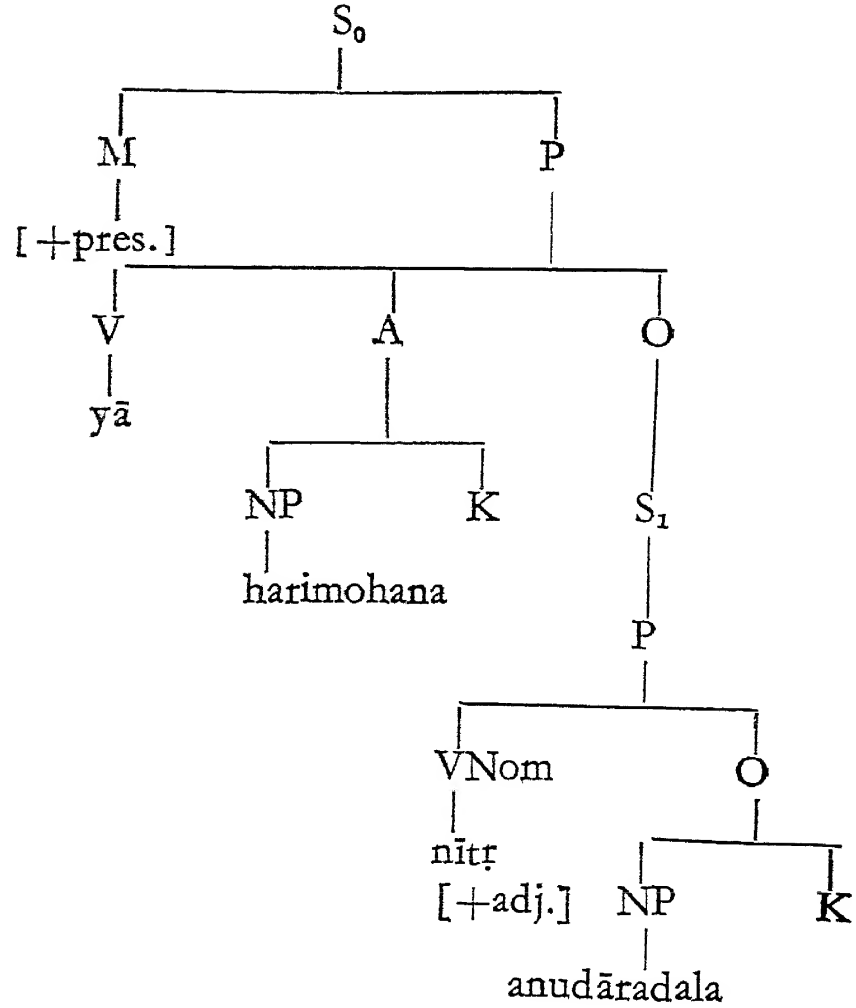 S₀
M P
[+pres.]
V A O
yā
NP K S₁
harimohana
P
VNom O
nītṛ
[+adj.] NP K
anudāradala